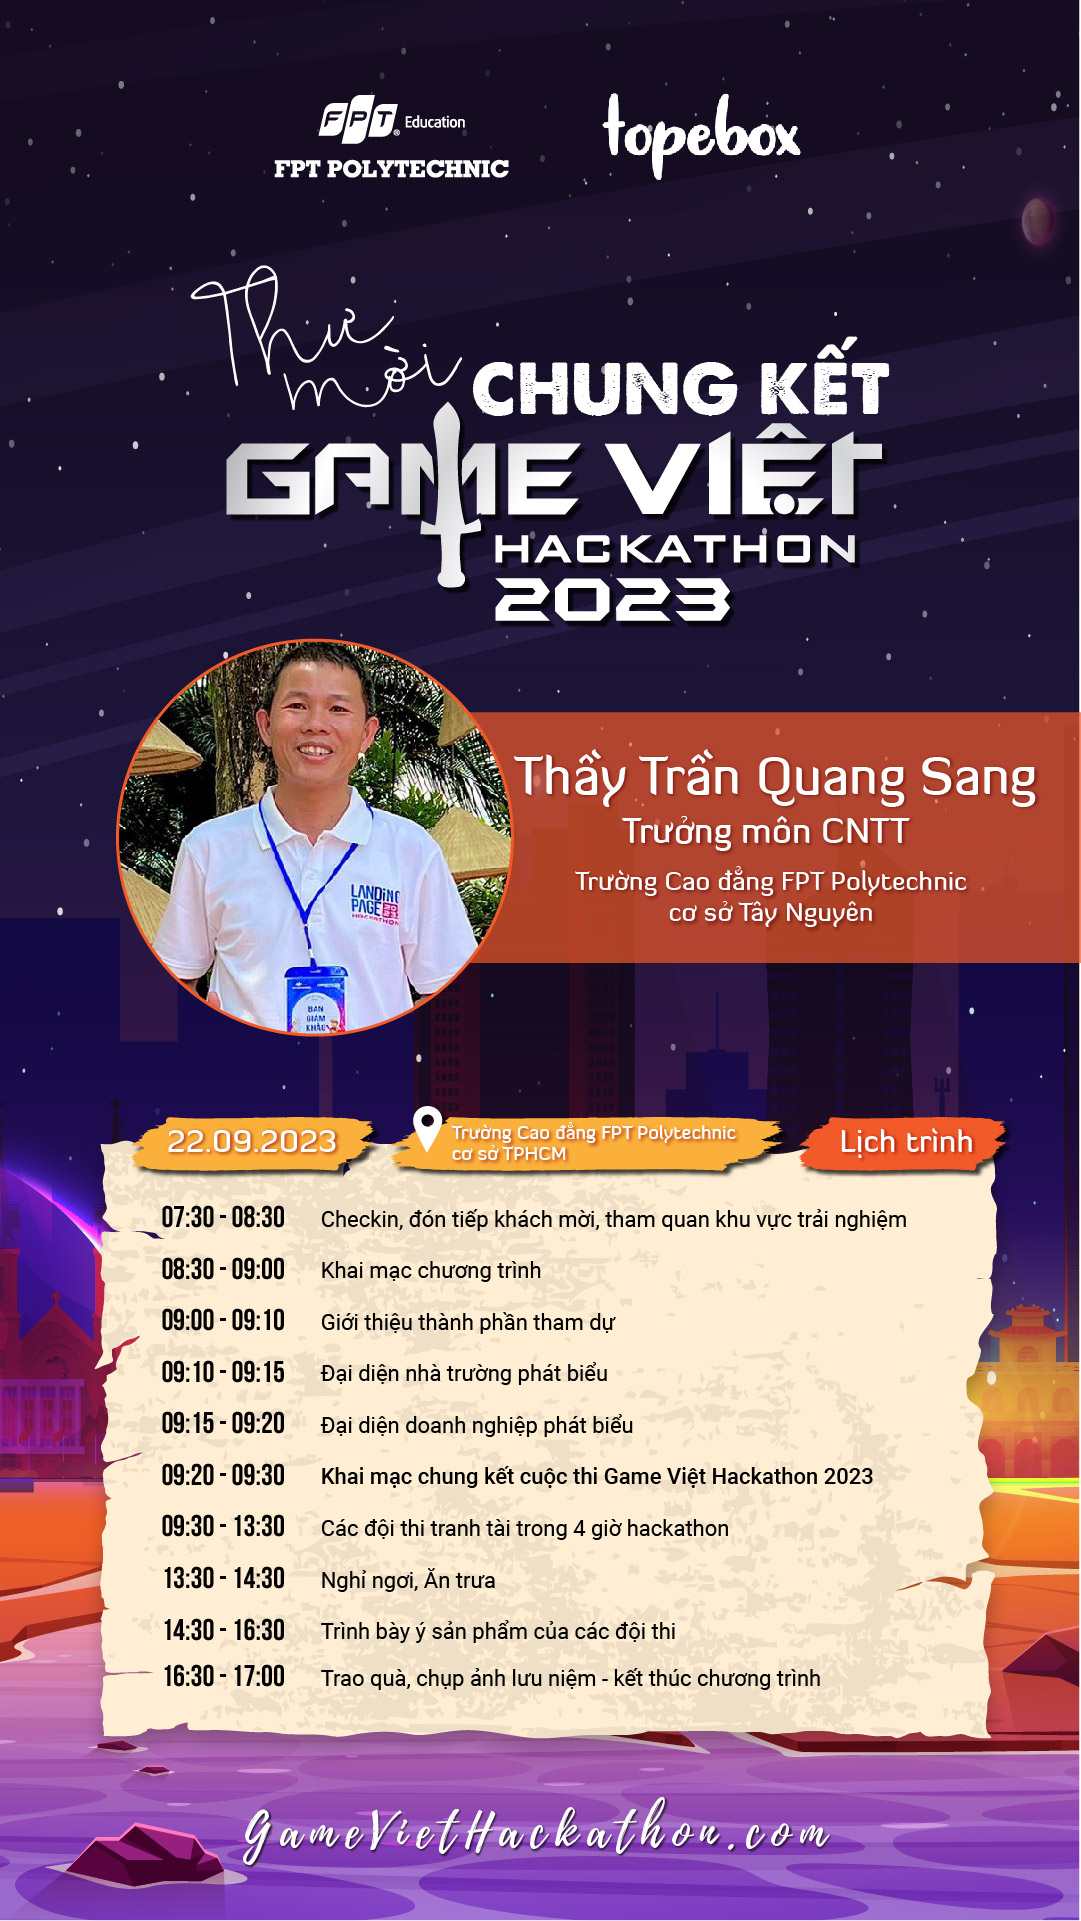 FPT Education
FPT POLYTECHNIC
topebox
Thư mời
CHUNG KẾT
GAME VIỆT
HACKATHON
2023
LANDING
PAGE 2023
HACKATHON
BAN
GIÁM
KHẢO
Thầy Trần Quang Sang
Trưởng môn CNTT
Trường Cao đẳng FPT Polytechnic
cơ sở Tây Nguyên
22.09.2023
Trường Cao đẳng FPT Polytechnic
cơ sở TPHCM
Lịch trình
07:30 - 08:30 Checkin, đón tiếp khách mời, tham quan khu vực trải nghiệm
08:30 - 09:00 Khai mạc chương trình
09:00 - 09:10 Giới thiệu thành phần tham dự
09:10 - 09:15 Đại diện nhà trường phát biểu
09:15 - 09:20 Đại diện doanh nghiệp phát biểu
09:20 - 09:30 Khai mạc chung kết cuộc thi Game Việt Hackathon 2023
09:30 - 13:30 Các đội thi tranh tài trong 4 giờ hackathon
13:30 - 14:30 Nghỉ ngơi, Ăn trưa
14:30 - 16:30 Trình bày ý sản phẩm của các đội thi
16:30 - 17:00 Trao quà, chụp ảnh lưu niệm - kết thúc chương trình
GameVietHackathon.com